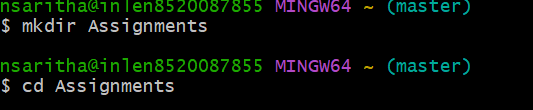 nsaritha@inlen8520087855 MINGW64 ~ (master)
$ mkdir Assignments
nsaritha@inlen8520087855 MINGW64 ~ (master)
$ cd Assignments